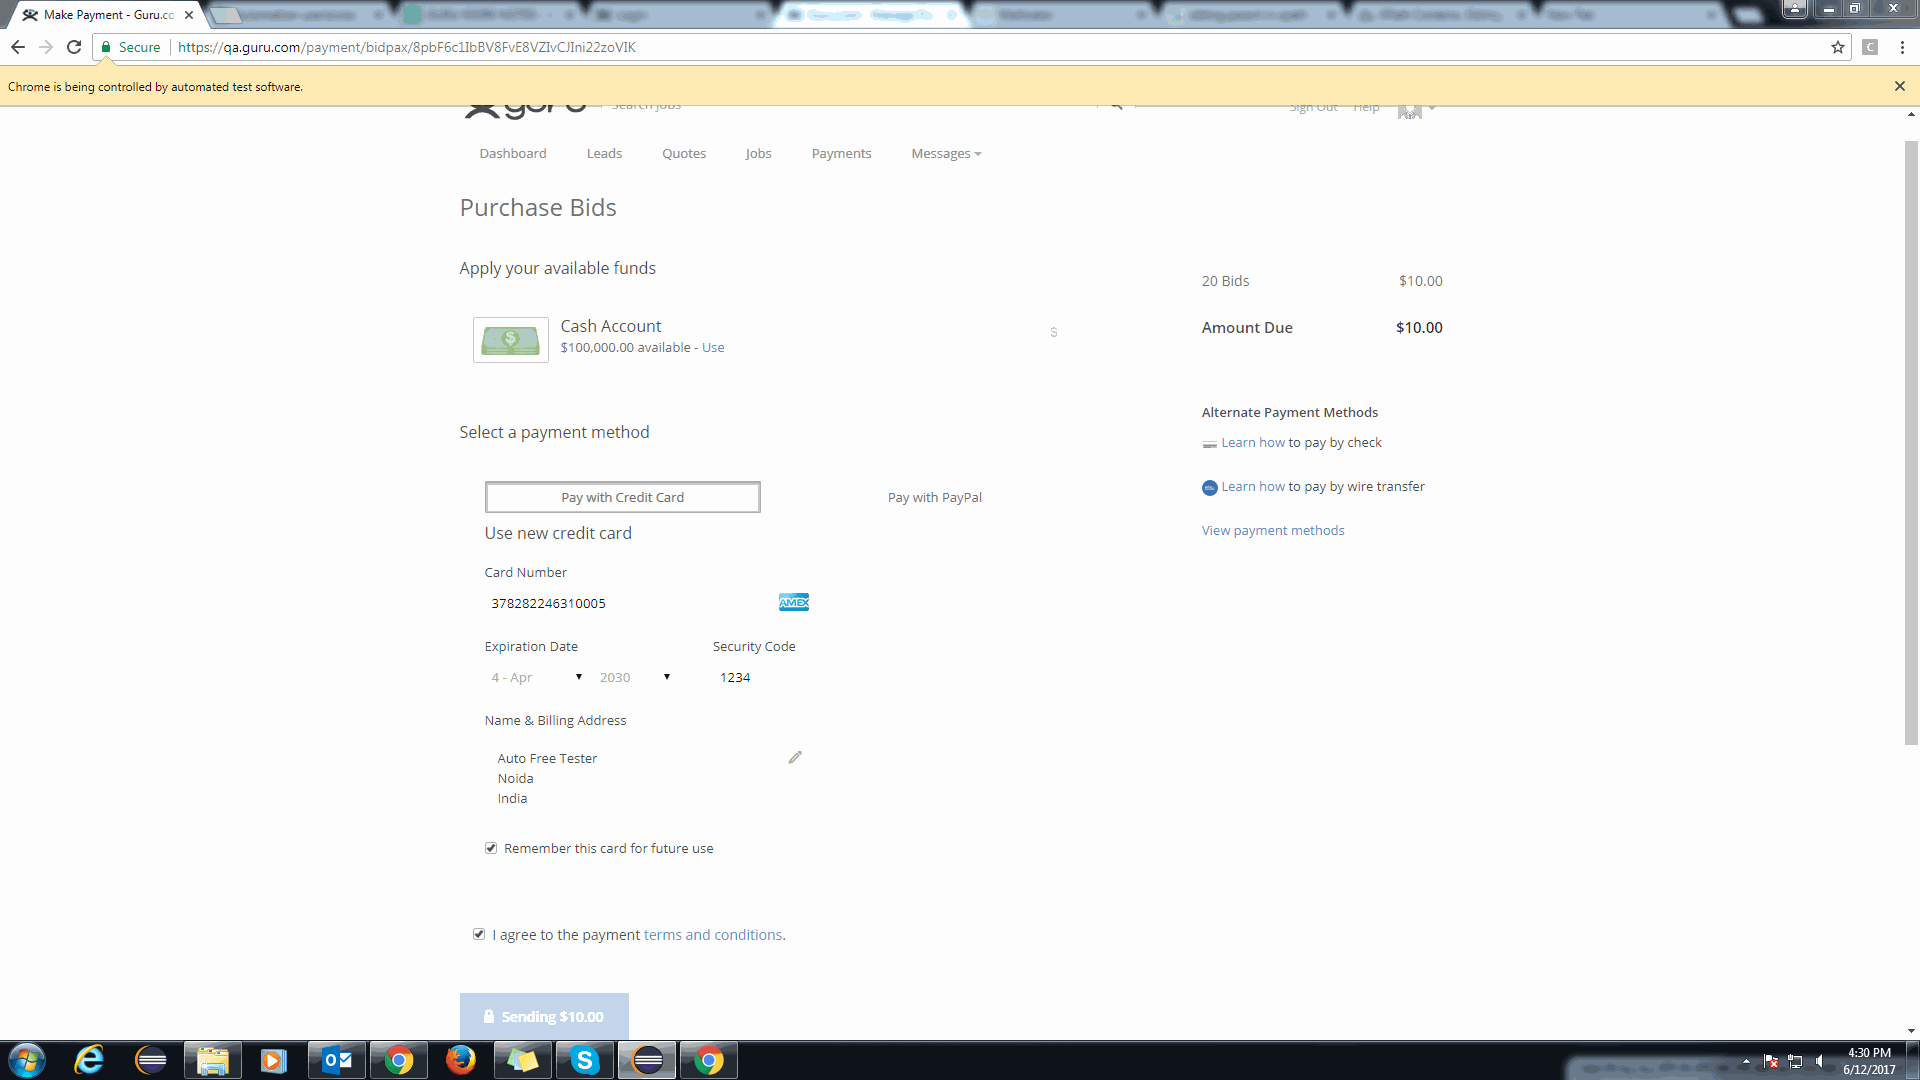 Make Payment - Guru.co
Secure
https://qa.guru.com/payment/bidpax/8pbF6c1IbBV8FvE8VZIvCJIni22zoVIK
C
Chrome is being controlled by automated test software.
guru
Search Jobs
Sign Out
Help
Dashboard
Leads
Quotes
Jobs
Payments
Messages
Purchase Bids
Apply your available funds
20 Bids
$10.00
Cash Account
$
$100,000.00 available - Use
Amount Due
$10.00
Alternate Payment Methods
Select a payment method
Learn how to pay by check
Pay with Credit Card
Pay with PayPal
Learn how to pay by wire transfer
Use new credit card
View payment methods
Card Number
378282246310005
AMEX
Expiration Date
Security Code
4 - Apr
2030
1234
Name & Billing Address
Auto Free Tester
Noida
India
Remember this card for future use
I agree to the payment terms and conditions.
Sending $10.00
4:30 PM
6/12/2017